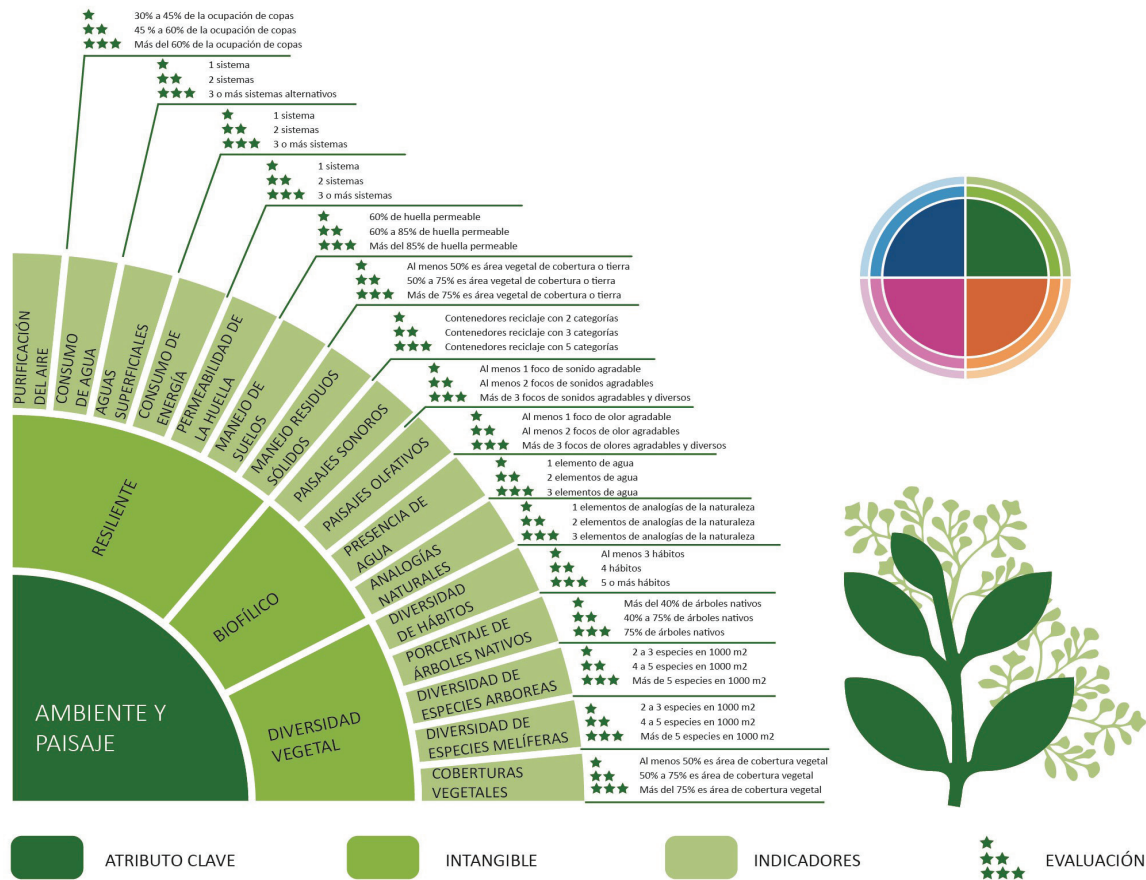 30% a 45% de la ocupación de copas
45 % a 60% de la ocupación de copas
Más del 60% de la ocupación de copas
1 sistema
2 sistemas
3 o más sistemas alternativos
1 sistema
2 sistemas
3 o más sistemas
1 sistema
2 sistemas
3 o más sistemas
60% de huella permeable
60% a 85% de huella permeable
Más del 85% de huella permeable
Al menos 50% es área vegetal de cobertura o tierra
50% a 75% es área vegetal de cobertura o tierra
Más de 75% es área vegetal de cobertura o tierra
Contenedores reciclaje con 2 categorías
Contenedores reciclaje con 3 categorías
Contenedores reciclaje con 5 categorías
Al menos 1 foco de sonido agradable
Al menos 2 focos de sonidos agradables
Más de 3 focos de sonidos agradables y diversos
Al menos 1 foco de olor agradable
Al menos 2 focos de olor agradable
Más de 3 focos de olores agradables y diversos
1 elemento de agua
2 elementos de agua
3 elementos de agua
1 elementos de analogías de la naturaleza
2 elementos de analogías de la naturaleza
3 elementos de analogías de la naturaleza
Al menos 3 hábitos
4 hábitos
5 o más hábitos
Más del 40% de árboles nativos
40% a 75% de árboles nativos
75% de árboles nativos
2 a 3 especies en 1000 m2
4 a 5 especies en 1000 m2
Más de 5 especies en 1000 m2
2 a 3 especies en 1000 m2
4 a 5 especies en 1000 m2
Más de 5 especies en 1000 m2
Al menos 50% es área de cobertura vegetal
50% a 75% es área de cobertura vegetal
Más del 75% es área de cobertura vegetal
PURIFICACIÓN
DEL AIRE
CONSUMO
DE AGUA
AGUAS
SUPERFICIALES
CONSUMO DE
ENERGÍA
PERMEABILIDAD DE
LA HUELLA
MANEJO DE
SUELOS
MANEJO RESIDUOS
SÓLIDOS
PAISAJES SONOROS
PAISAJES OLFATIVOS
PRESENCIA DE
AGUA
ANALOGÍAS
NATURALES
DIVERSIDAD
DE HÁBITOS
PORCENTAJE DE
ÁRBOLES NATIVOS
DIVERSIDAD DE
ESPECIES ARBOREAS
DIVERSIDAD DE
ESPECIES MELÍFERAS
COBERTURAS
VEGETALES
RESILIENTE
BIOFÍLICO
DIVERSIDAD
VEGETAL
AMBIENTE Y
PAISAJE
ATRIBUTO CLAVE
INTANGIBLE
INDICADORES
EVALUACIÓN